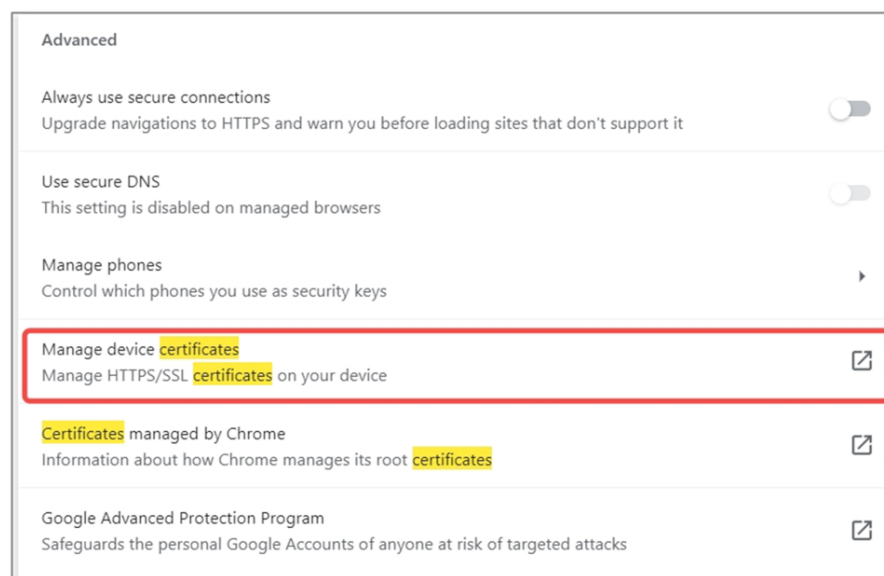 Advanced
Always use secure connections
Upgrade navigations to HTTPS and warn you before loading sites that don't support it
Use secure DNS
This setting is disabled on managed browsers
Manage phones
Control which phones you use as security keys
Manage device certificates
Manage HTTPS/SSL certificates on your device
Certificates managed by Chrome
Information about how Chrome manages its root certificates
Google Advanced Protection Program
Safeguards the personal Google Accounts of anyone at risk of targeted attacks